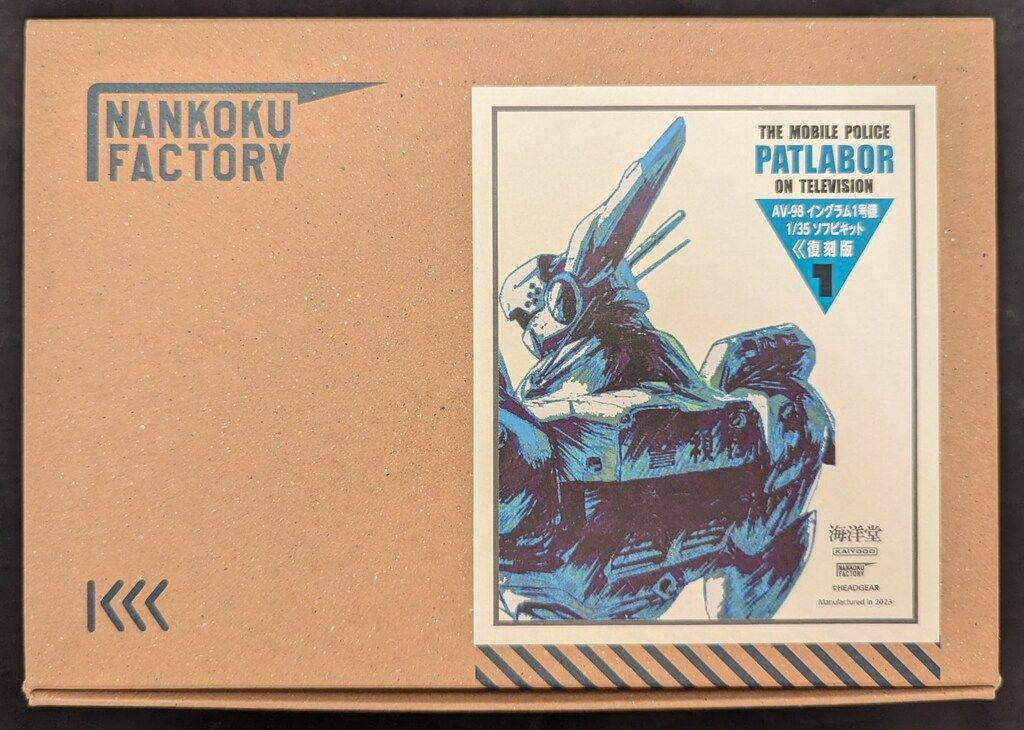 NANKOKU
FACTORY
THE MOBILE POLICE
PATLABOR
ON TELEVISION
AV-98 イングラム1号機
1/35 ソフビキット
《復刻版
1
海洋堂
KAIYODO
NANKOKU
FACTORY
©HEADGEAR
Manufactured in 2023